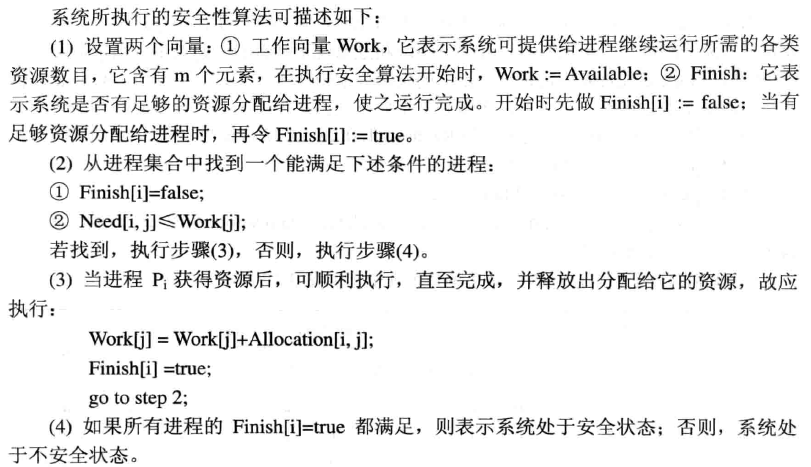 系统所执行的安全性算法可描述如下：
(1) 设置两个向量：① 工作向量 Work，它表示系统可提供给进程继续运行所需的各类
资源数目，它含有 m 个元素，在执行安全算法开始时，Work := Available；② Finish：它表
示系统是否有足够的资源分配给进程，使之运行完成。开始时先做 Finish[i] := false；当有
足够资源分配给进程时，再令 Finish[i] := true。
(2) 从进程集合中找到一个能满足下述条件的进程：
① Finish[i]=false;
② Need[i, j]≤Work[j];
若找到，执行步骤(3)，否则，执行步骤(4)。
(3) 当进程 Pi 获得资源后，可顺利执行，直至完成，并释放出分配给它的资源，故应
执行：
Work[j] = Work[j]+Allocation[i, j];
Finish[i] =true;
go to step 2;
(4) 如果所有进程的 Finish[i]=true 都满足，则表示系统处于安全状态；否则，系统处
于不安全状态。